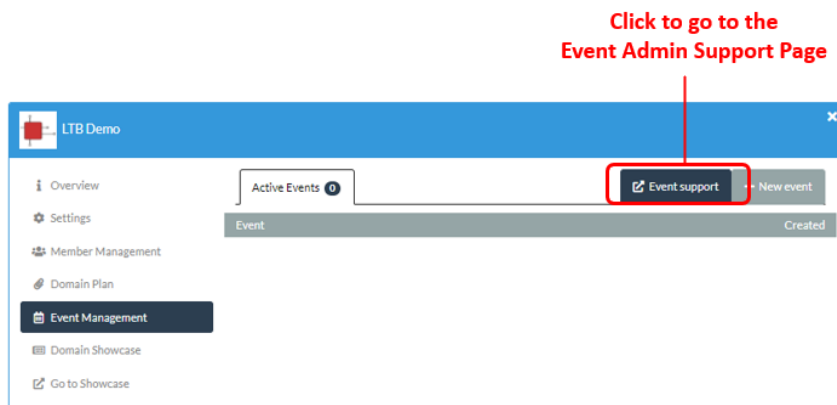 Click to go to the
Event Admin Support Page
LTB Demo
Overview
Settings
Member Management
Domain Plan
Event Management
Domain Showcase
Go to Showcase
Active Events 0
Event support
New event
Event Created